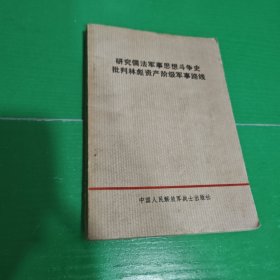 研究儒法军事思想斗争史
批判林彪资产阶级军事路线
中国人民解放军战士出版社